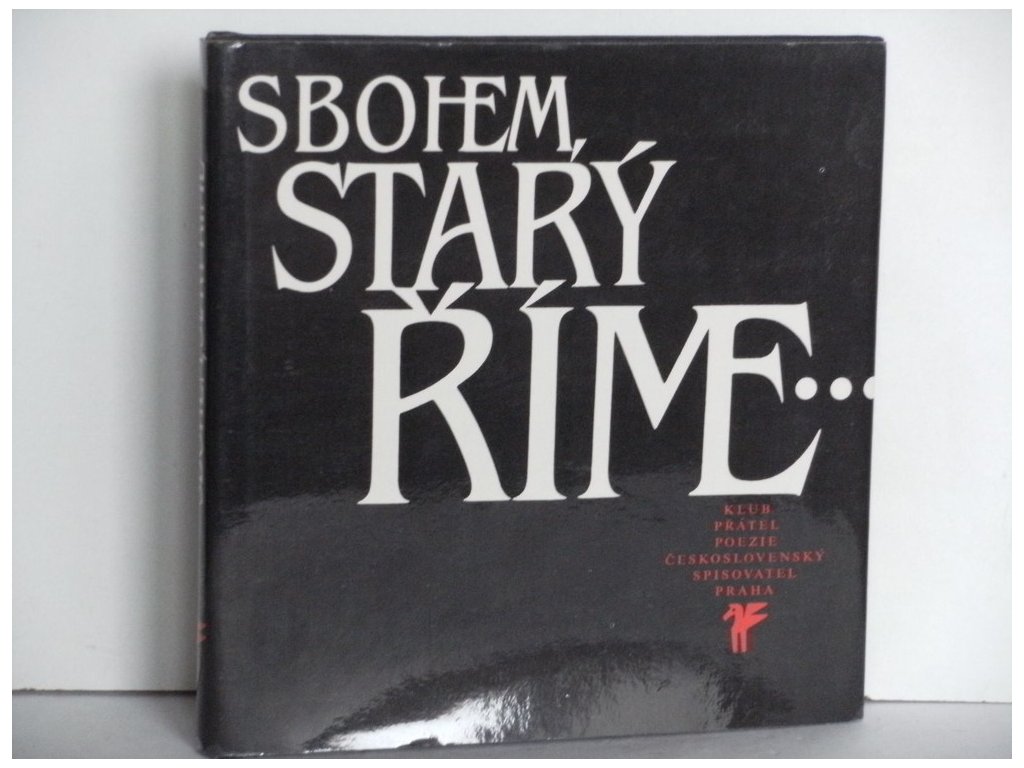 SBOHEM,
STARÝ
ŘÍME...
KLUB
PŘÁTEL
POEZIE
ČESKOSLOVENSKÝ
SPISOVATEL
PRAHA